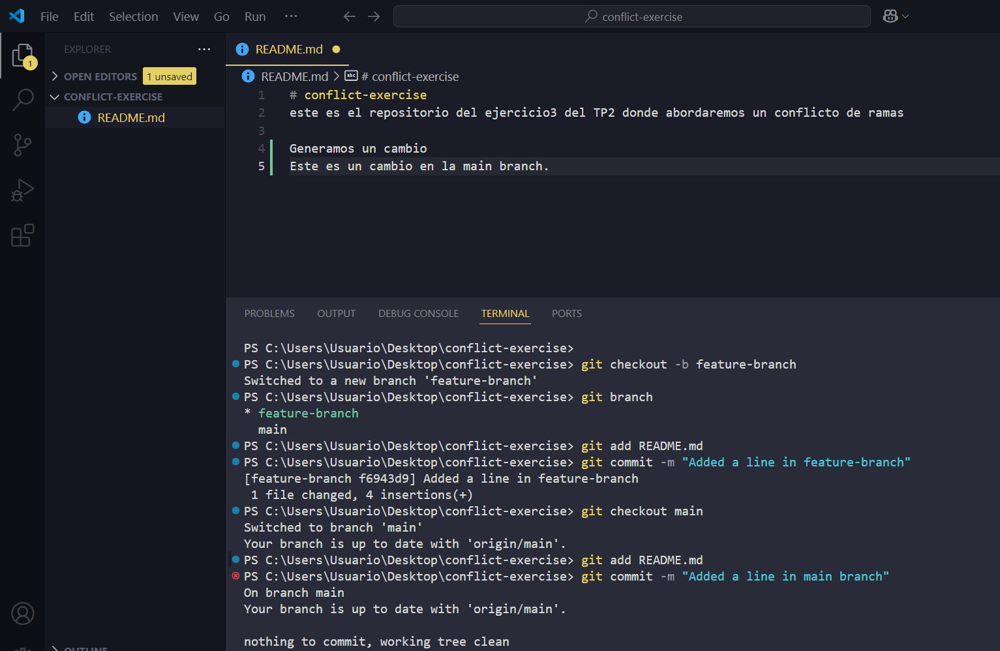 File Edit Selection View Go Run ···
conflict-exercise
EXPLORER ···
1
OPEN EDITORS 1 unsaved
CONFLICT-EXERCISE
README.md
README.md
README.md > abc # conflict-exercise
1 # conflict-exercise
2 este es el repositorio del ejercicio3 del TP2 donde abordaremos un conflicto de ramas
3
4 Generamos un cambio
5 Este es un cambio en la main branch.
PROBLEMS OUTPUT DEBUG CONSOLE TERMINAL PORTS
PS C:\Users\Usuario\Desktop\conflict-exercise>
PS C:\Users\Usuario\Desktop\conflict-exercise> git checkout -b feature-branch
Switched to a new branch 'feature-branch'
PS C:\Users\Usuario\Desktop\conflict-exercise> git branch
* feature-branch
main
PS C:\Users\Usuario\Desktop\conflict-exercise> git add README.md
PS C:\Users\Usuario\Desktop\conflict-exercise> git commit -m "Added a line in feature-branch"
[feature-branch f6943d9] Added a line in feature-branch
1 file changed, 4 insertions(+)
PS C:\Users\Usuario\Desktop\conflict-exercise> git checkout main
Switched to branch 'main'
Your branch is up to date with 'origin/main'.
PS C:\Users\Usuario\Desktop\conflict-exercise> git add README.md
PS C:\Users\Usuario\Desktop\conflict-exercise> git commit -m "Added a line in main branch"
On branch main
Your branch is up to date with 'origin/main'.
nothing to commit, working tree clean
OUTLINE